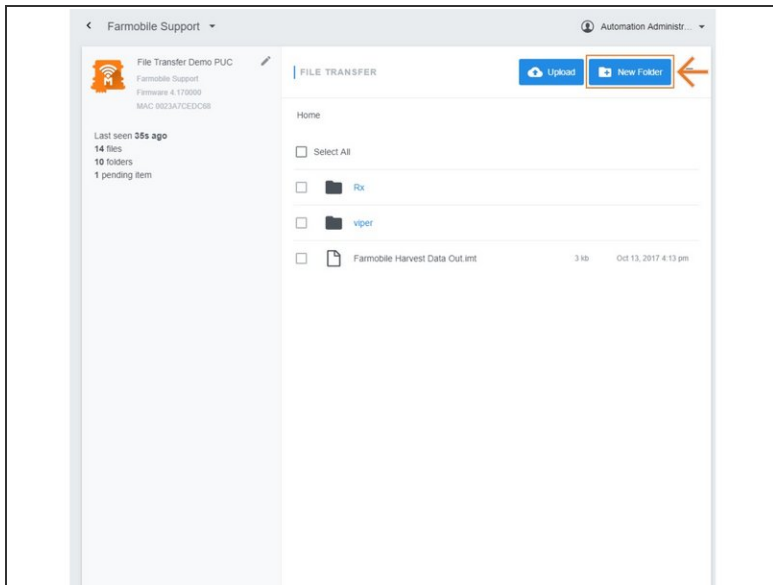 Farmobile Support
Automation Administr...
File Transfer Demo PUC
Farmobile Support
Firmware 4.170000
MAC 0023A7CEDC68
Last seen 35s ago
14 files
10 folders
1 pending item
FILE TRANSFER
Upload
New Folder
Home
Select All
Rx
viper
Farmobile Harvest Data Out.imt 3 kb Oct 13, 2017 4:13 pm